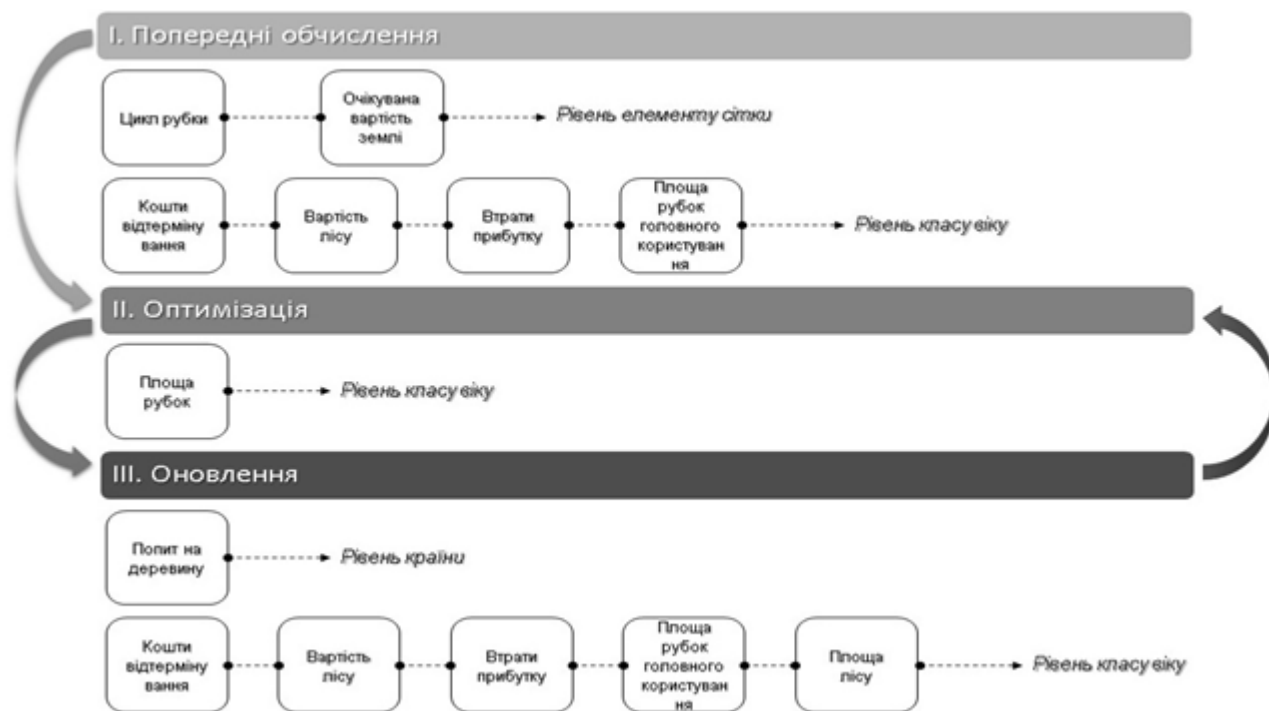 І. Попередні обчислення
Цикл рубки
Очікувана
вартість
землі
Рівень елементу сітки
Кошти
відтерміну
вання
Вартість
лісу
Втрати
прибутку
Площа
рубок
головного
користуван
ня
Рівень класу віку
ІІ. Оптимізація
Площа
рубок
Рівень класу віку
ІІІ. Оновлення
Попит на
деревину
Рівень країни
Кошти
відтерміну
вання
Вартість
лісу
Втрати
прибутку
Площа
рубок
головного
користуван
ня
Площа
лісу
Рівень класу віку